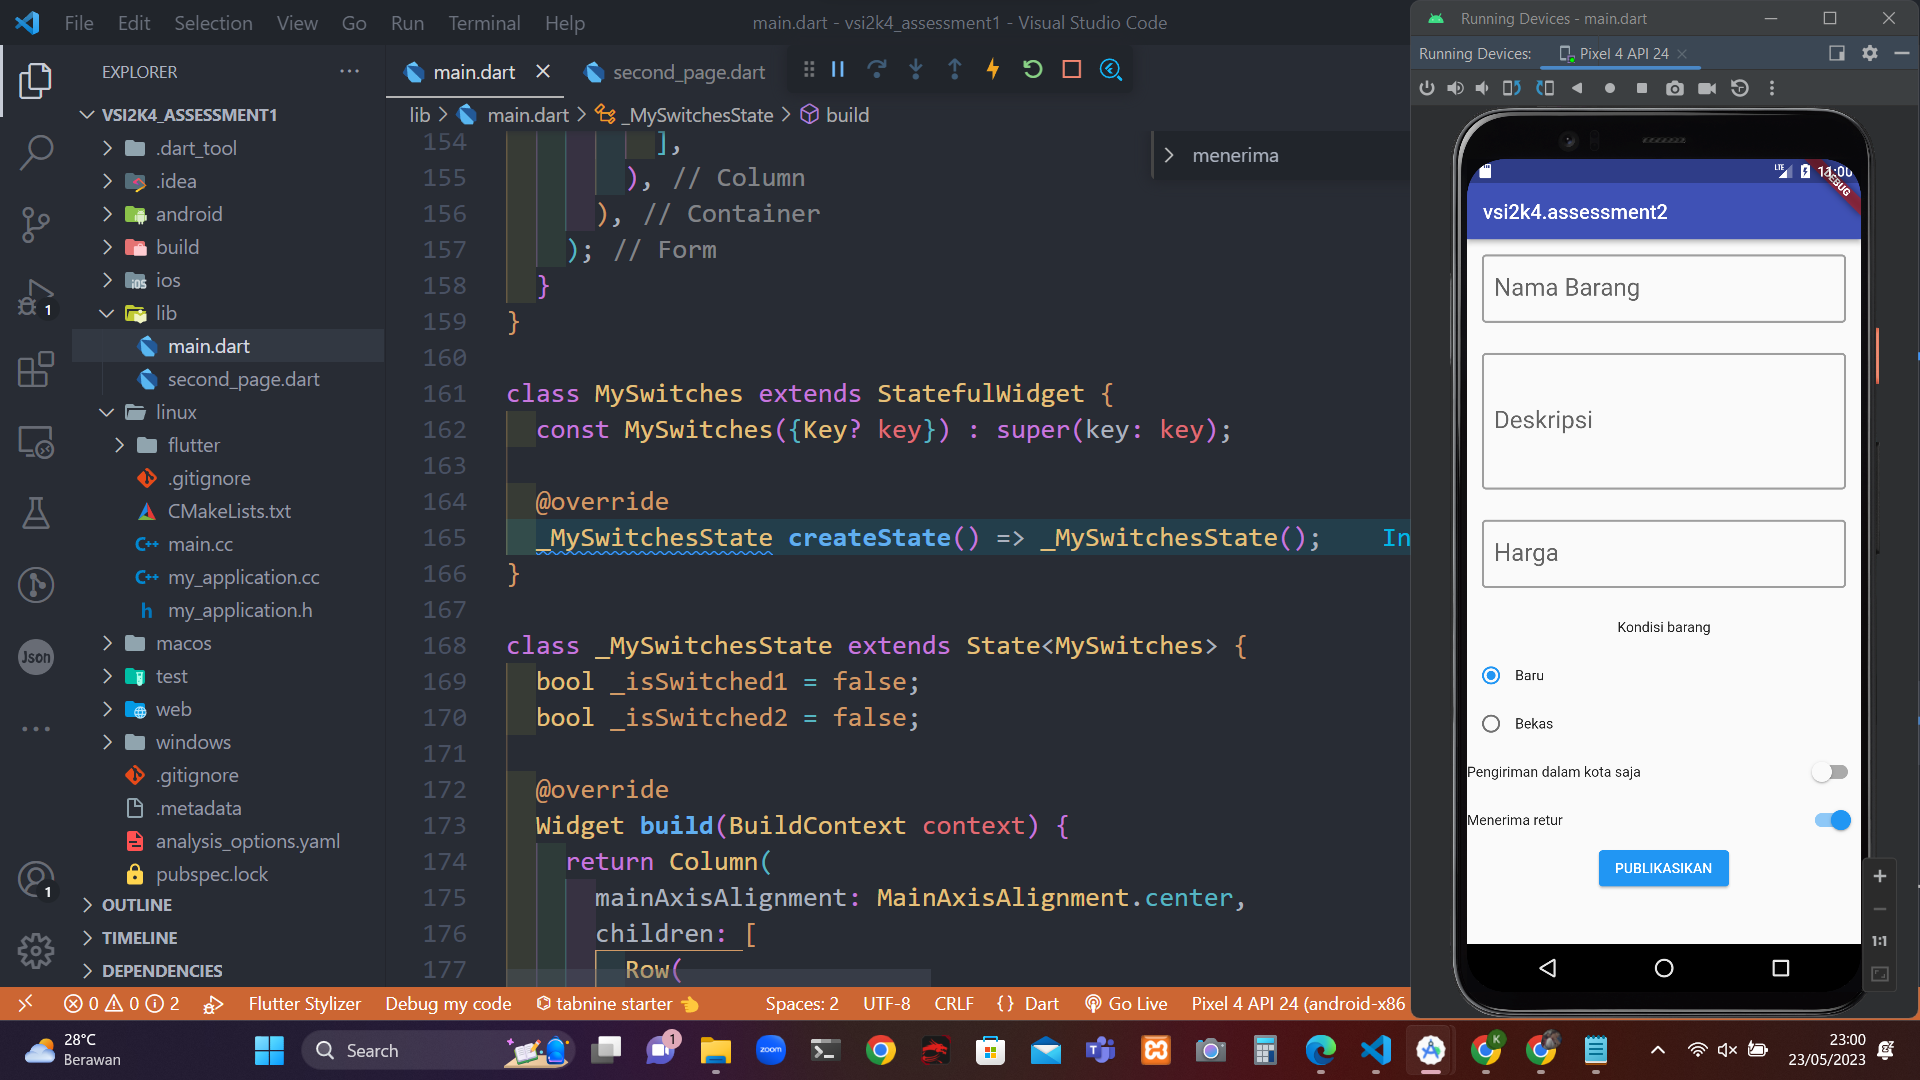 File Edit Selection View Go Run Terminal Help
main.dart - vsi2k4_assessment1 - Visual Studio Code
EXPLORER
VSI2K4_ASSESSMENT1
.dart_tool
.idea
android
build
ios
lib
main.dart
second_page.dart
linux
flutter
.gitignore
CMakeLists.txt
main.cc
my_application.cc
my_application.h
macos
test
web
windows
.gitignore
.metadata
analysis_options.yaml
pubspec.lock
OUTLINE
TIMELINE
DEPENDENCIES
1
Json
1
main.dart
second_page.dart
lib > main.dart > _MySwitchesState > build
menerima
154 ],
155 ), // Column
156 ), // Container
157 ); // Form
158 }
159 }
160
161 class MySwitches extends StatefulWidget {
162 const MySwitches({Key? key}) : super(key: key);
163
164 @override
165 _MySwitchesState createState() => _MySwitchesState(); In
166 }
167
168 class _MySwitchesState extends State<MySwitches> {
169 bool _isSwitched1 = false;
170 bool _isSwitched2 = false;
171
172 @override
173 Widget build(BuildContext context) {
174 return Column(
175 mainAxisAlignment: MainAxisAlignment.center,
176 children: [
177 Row(
Running Devices - main.dart
Running Devices: Pixel 4 API 24
LTE 11:00
DEBUG
vsi2k4.assessment2
Nama Barang
Deskripsi
Harga
Kondisi barang
Baru
Bekas
Pengiriman dalam kota saja
Menerima retur
PUBLIKASIKAN
1:1
0 0 2 Flutter Stylizer Debug my code tabnine starter Spaces: 2 UTF-8 CRLF {} Dart Go Live Pixel 4 API 24 (android-x86
28°C
Berawan
Search
1
zoom
K
23:00
23/05/2023